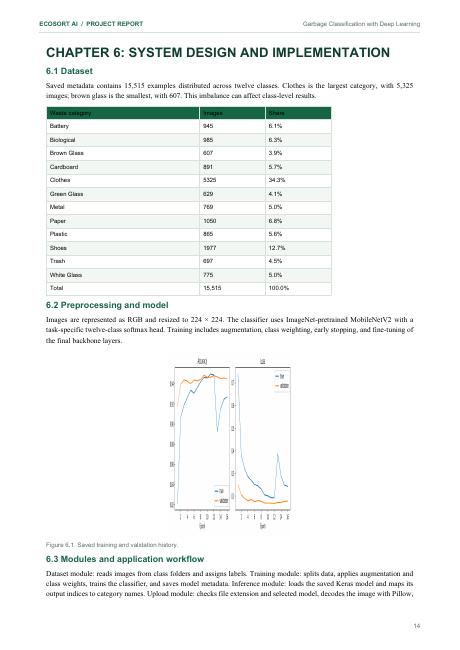 ECOSORT AI / PROJECT REPORT Garbage Classification with Deep Learning
CHAPTER 6: SYSTEM DESIGN AND IMPLEMENTATION
6.1 Dataset
Saved metadata contains 15,515 examples distributed across twelve classes. Clothes is the largest category, with 5,325
images; brown glass is the smallest, with 607. This imbalance can affect class-level results.
Waste category Images Share
Battery 945 6.1%
Biological 985 6.3%
Brown Glass 607 3.9%
Cardboard 891 5.7%
Clothes 5325 34.3%
Green Glass 629 4.1%
Metal 769 5.0%
Paper 1050 6.8%
Plastic 865 5.6%
Shoes 1977 12.7%
Trash 697 4.5%
White Glass 775 5.0%
Total 15,515 100.0%
6.2 Preprocessing and model
Images are represented as RGB and resized to 224 × 224. The classifier uses ImageNet-pretrained MobileNetV2 with a
task-specific twelve-class softmax head. Training includes augmentation, class weighting, early stopping, and fine-tuning of
the final backbone layers.
Accuracy Loss
Train
Validation
Train
Validation
Epoch Epoch
Figure 6.1. Saved training and validation history.
6.3 Modules and application workflow
Dataset module: reads images from class folders and assigns labels. Training module: splits data, applies augmentation and
class weights, trains the classifier, and saves model metadata. Inference module: loads the saved Keras model and maps its
output indices to category names. Upload module: checks file extension and selected model, decodes the image with Pillow,
14